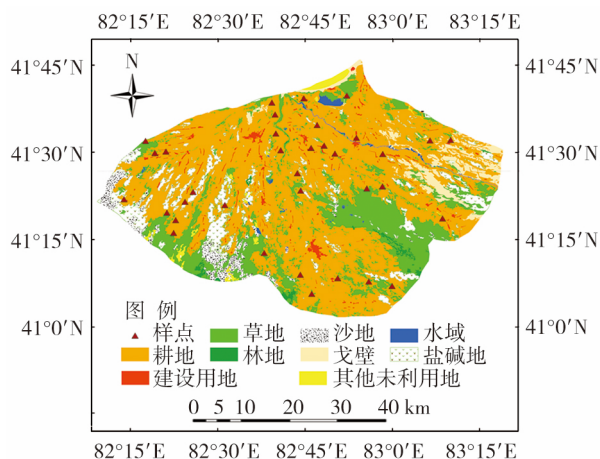 82°15′E 82°30′E 82°45′E 83°0′E 83°15′E
N
41°45′N 41°45′N
41°30′N 41°30′N
41°15′N 41°15′N
41°0′N 41°0′N
图 例
样点 草地 沙地 水域
耕地 林地 戈壁 盐碱地
建设用地 其他未利用地
0 5 10 20 30 40 km
82°15′E 82°30′E 82°45′E 83°0′E 83°15′E